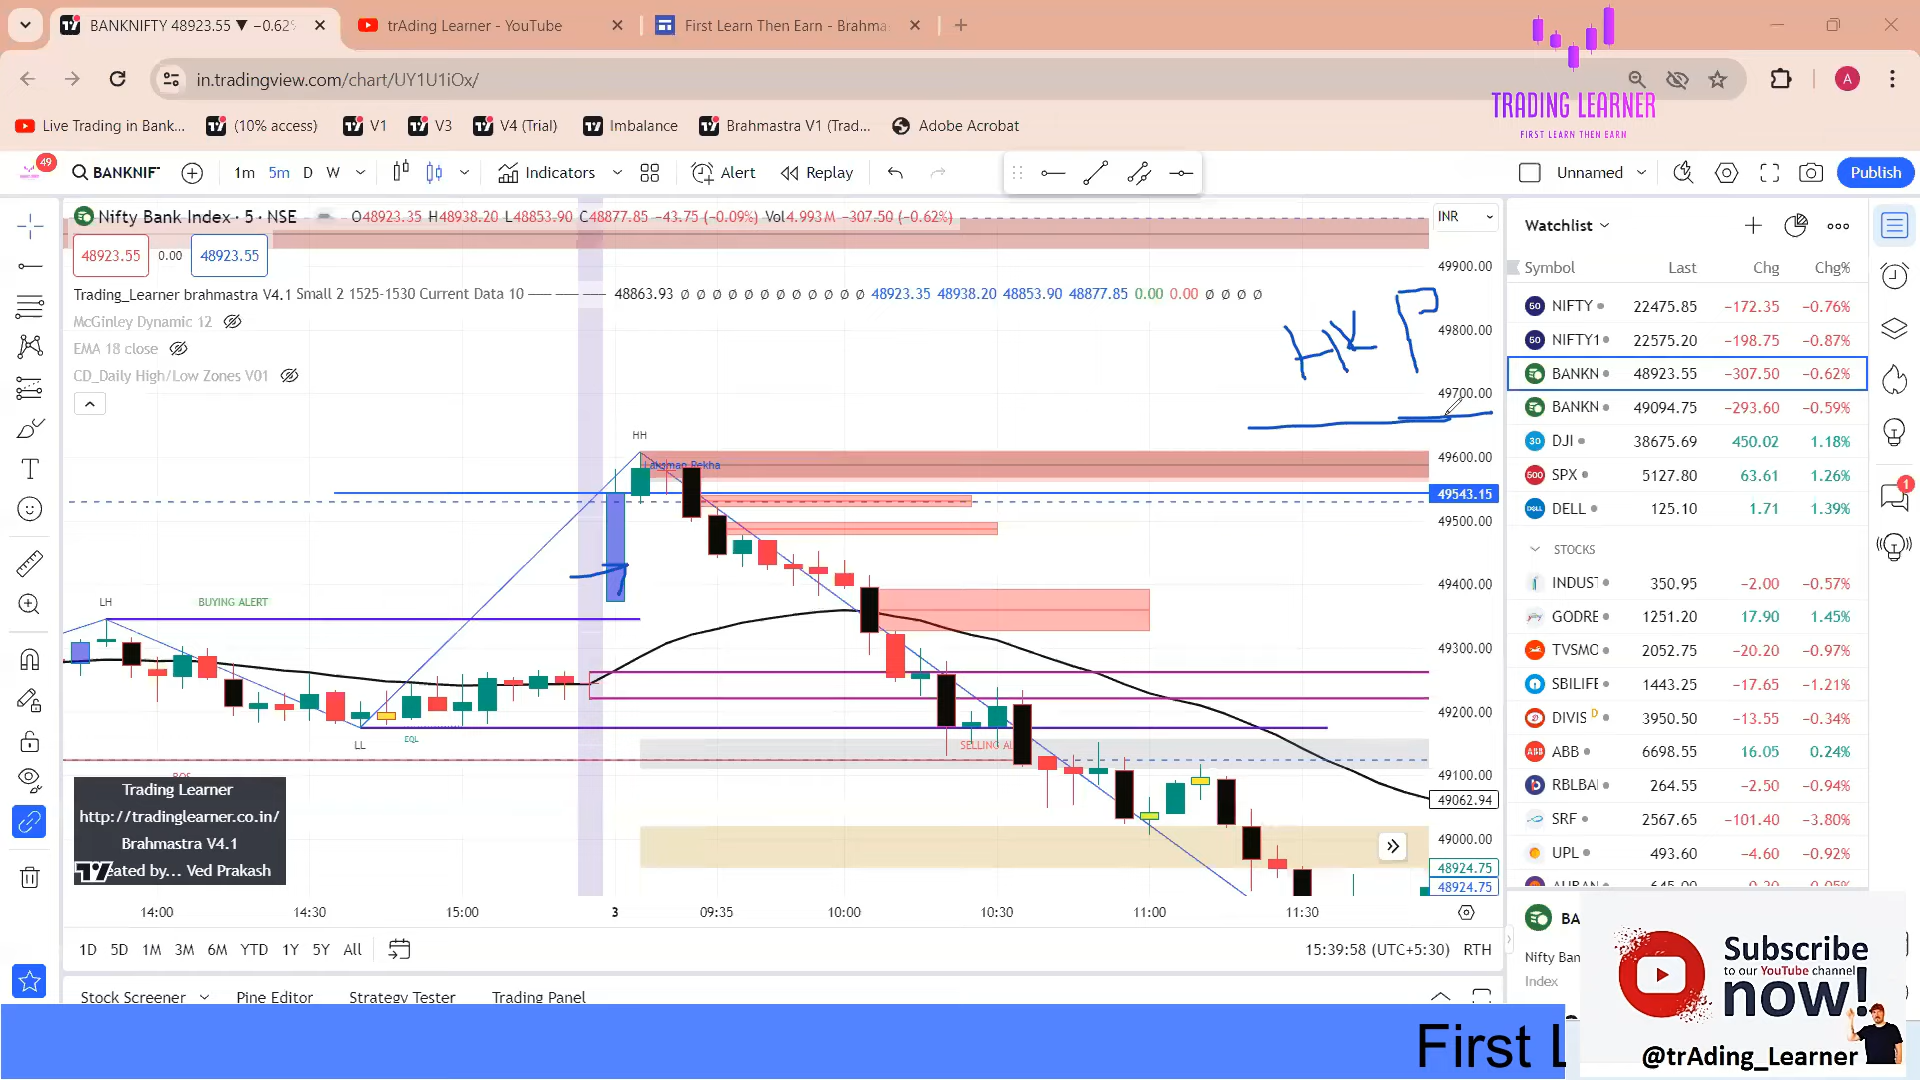 BANKNIFTY 48923.55 ▼ −0.62%
trAding Learner - YouTube
First Learn Then Earn - Brahma
in.tradingview.com/chart/UY1U1iOx/
A
TRADING LEARNER
FIRST LEARN THEN EARN
Live Trading in Bank...
(10% access)
V1
V3
V4 (Trial)
Imbalance
Brahmastra V1 (Trad...
Adobe Acrobat
49
BANKNIF
1m 5m D W
Indicators
Alert
Replay
Unnamed
Publish
Nifty Bank Index · 5 · NSE
O48923.35 H48938.20 L48853.90 C48877.85 −43.75 (−0.09%) Vol4.993M −307.50 (−0.62%)
INR
48923.55 0.00 48923.55
Trading_Learner brahmastra V4.1 Small 2 1525-1530 Current Data 10
48863.93 ∅ ∅ ∅ ∅ ∅ ∅ ∅ ∅ ∅ ∅ ∅ ∅ 48923.35 48938.20 48853.90 48877.85 0.00 0.00 ∅ ∅ ∅ ∅
McGinley Dynamic 12
EMA 18 close
CD_Daily High/Low Zones V01
HK P
49900.00
49800.00
49700.00
49600.00
49543.15
49500.00
49400.00
49300.00
49200.00
49100.00
49062.94
49000.00
48924.75
48924.75
HH
Laksman Rekha
LH
BUYING ALERT
LL
EQL
SELLING AL
BOS
Trading Learner
http://tradinglearner.co.in/
Brahmastra V4.1
eated by... Ved Prakash
14:00 14:30 15:00 3 09:35 10:00 10:30 11:00 11:30
1D 5D 1M 3M 6M YTD 1Y 5Y All
15:39:58 (UTC+5:30) RTH
Stock Screener
Pine Editor
Strategy Tester
Trading Panel
Watchlist
Symbol Last Chg Chg%
NIFTY 22475.85 −172.35 −0.76%
NIFTY1 22575.20 −198.75 −0.87%
BANKN 48923.55 −307.50 −0.62%
BANKN 49094.75 −293.60 −0.59%
DJI 38675.69 450.02 1.18%
SPX 5127.80 63.61 1.26%
DELL 125.10 1.71 1.39%
STOCKS
INDUST 350.95 −2.00 −0.57%
GODRE 1251.20 17.90 1.45%
TVSMO 2052.75 −20.20 −0.97%
SBILIFE 1443.25 −17.65 −1.21%
DIVIS D 3950.50 −13.55 −0.34%
ABB 6698.55 16.05 0.24%
RBLBA 264.55 −2.50 −0.94%
SRF 2567.65 −101.40 −3.80%
UPL 493.60 −4.60 −0.92%
1
BA
Nifty Ban
Index
Subscribe
to our YouTube channel
now!
@trAding_Learner
First L